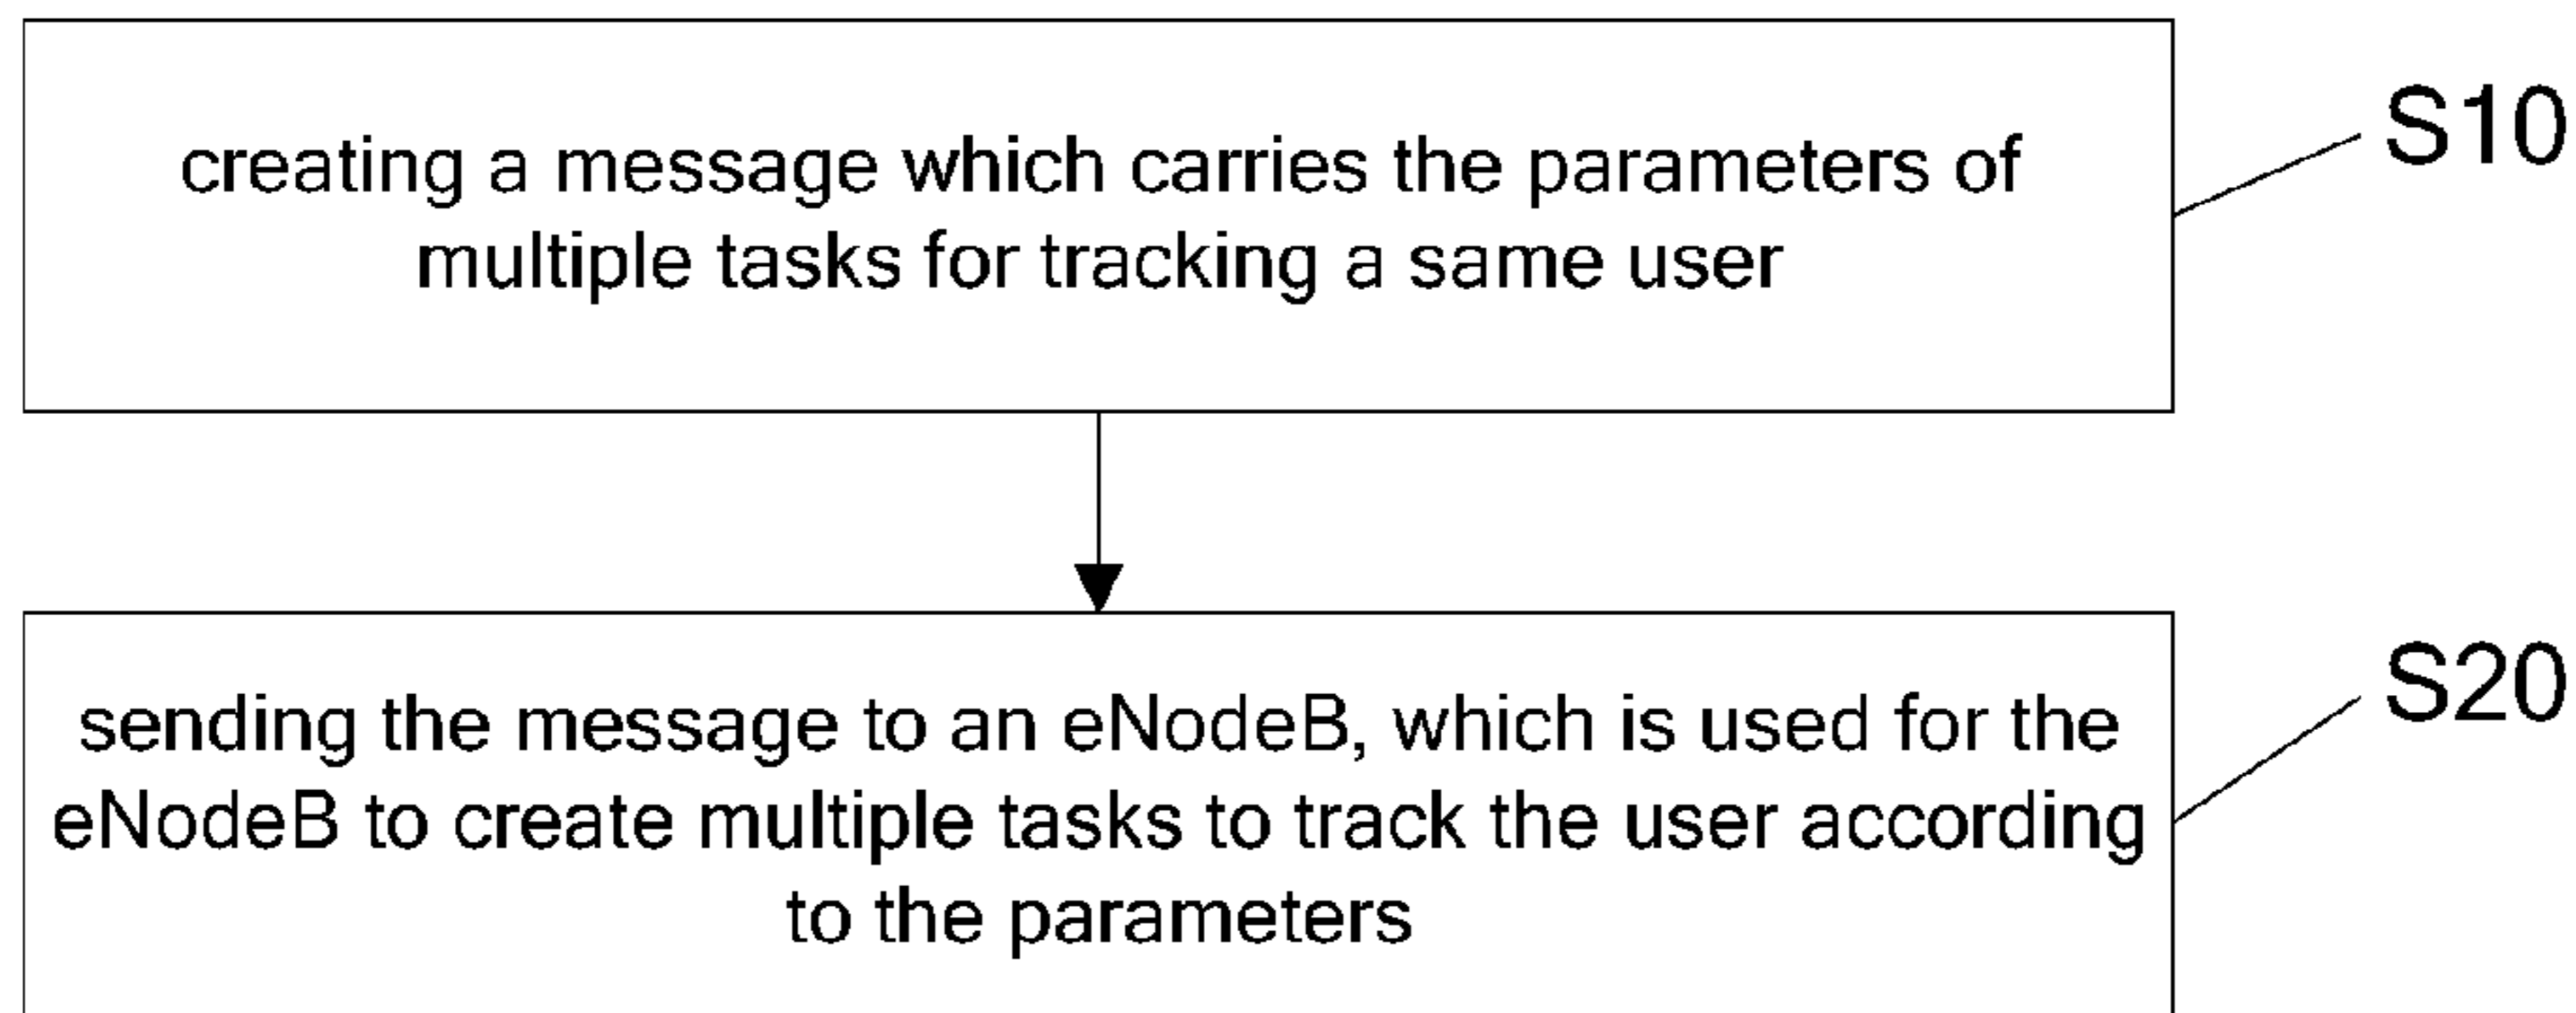 creating a message which carries the parameters of
multiple tasks for tracking a same user
S10
sending the message to an eNodeB, which is used for the
eNodeB to create multiple tasks to track the user according
to the parameters
S20